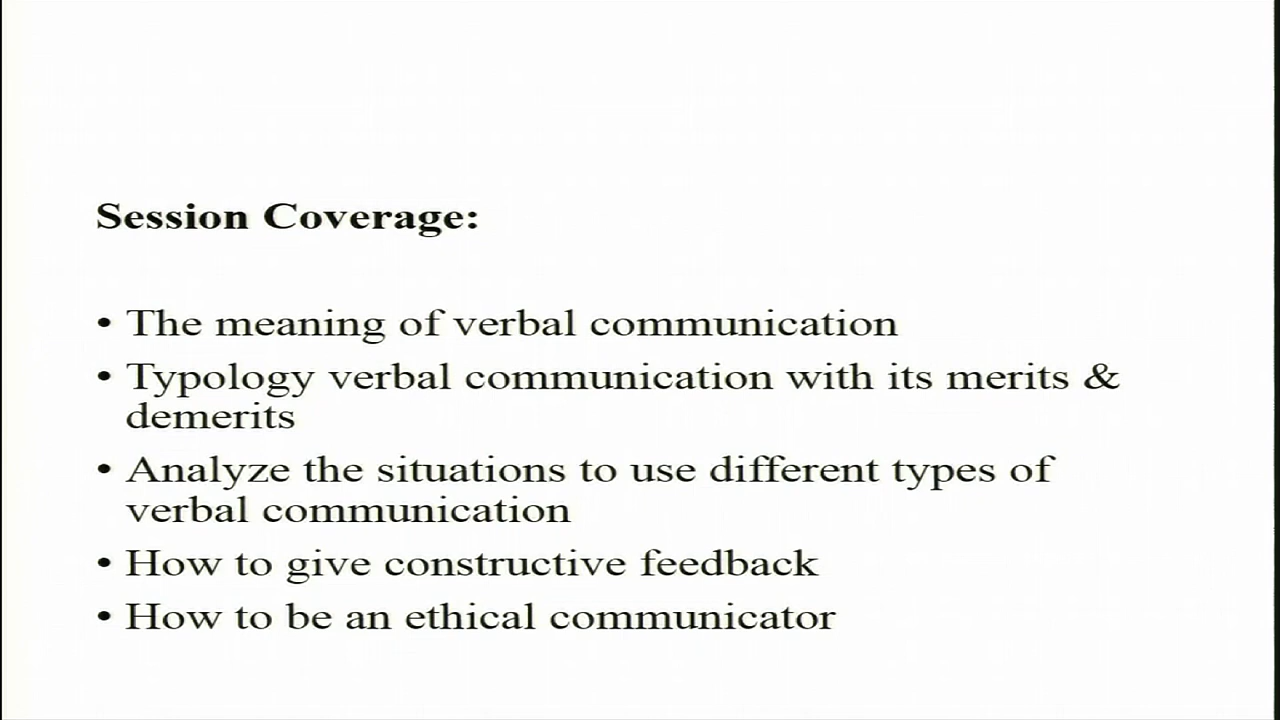 Session Coverage:
• The meaning of verbal communication
• Typology verbal communication with its merits &
demerits
• Analyze the situations to use different types of
verbal communication
• How to give constructive feedback
• How to be an ethical communicator